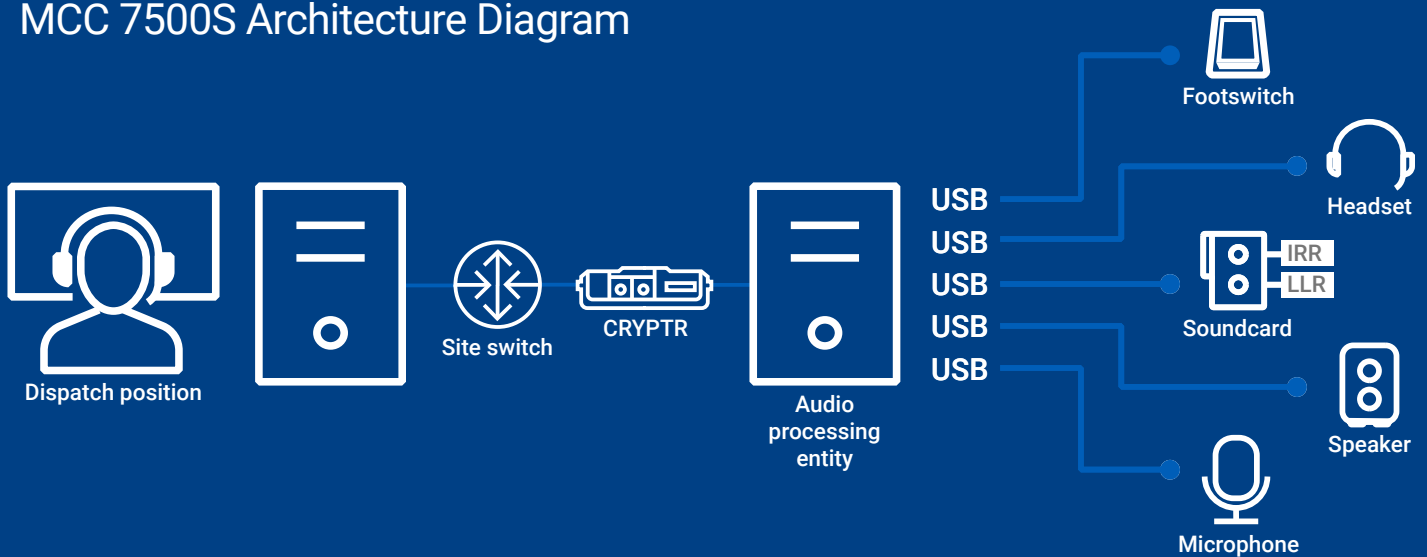 MCC 7500S Architecture Diagram
Footswitch
Headset
USB
USB
USB
USB
USB
IRR
LLR
Soundcard
CRYPTR
Site switch
Dispatch position
Audio
processing
entity
Speaker
Microphone